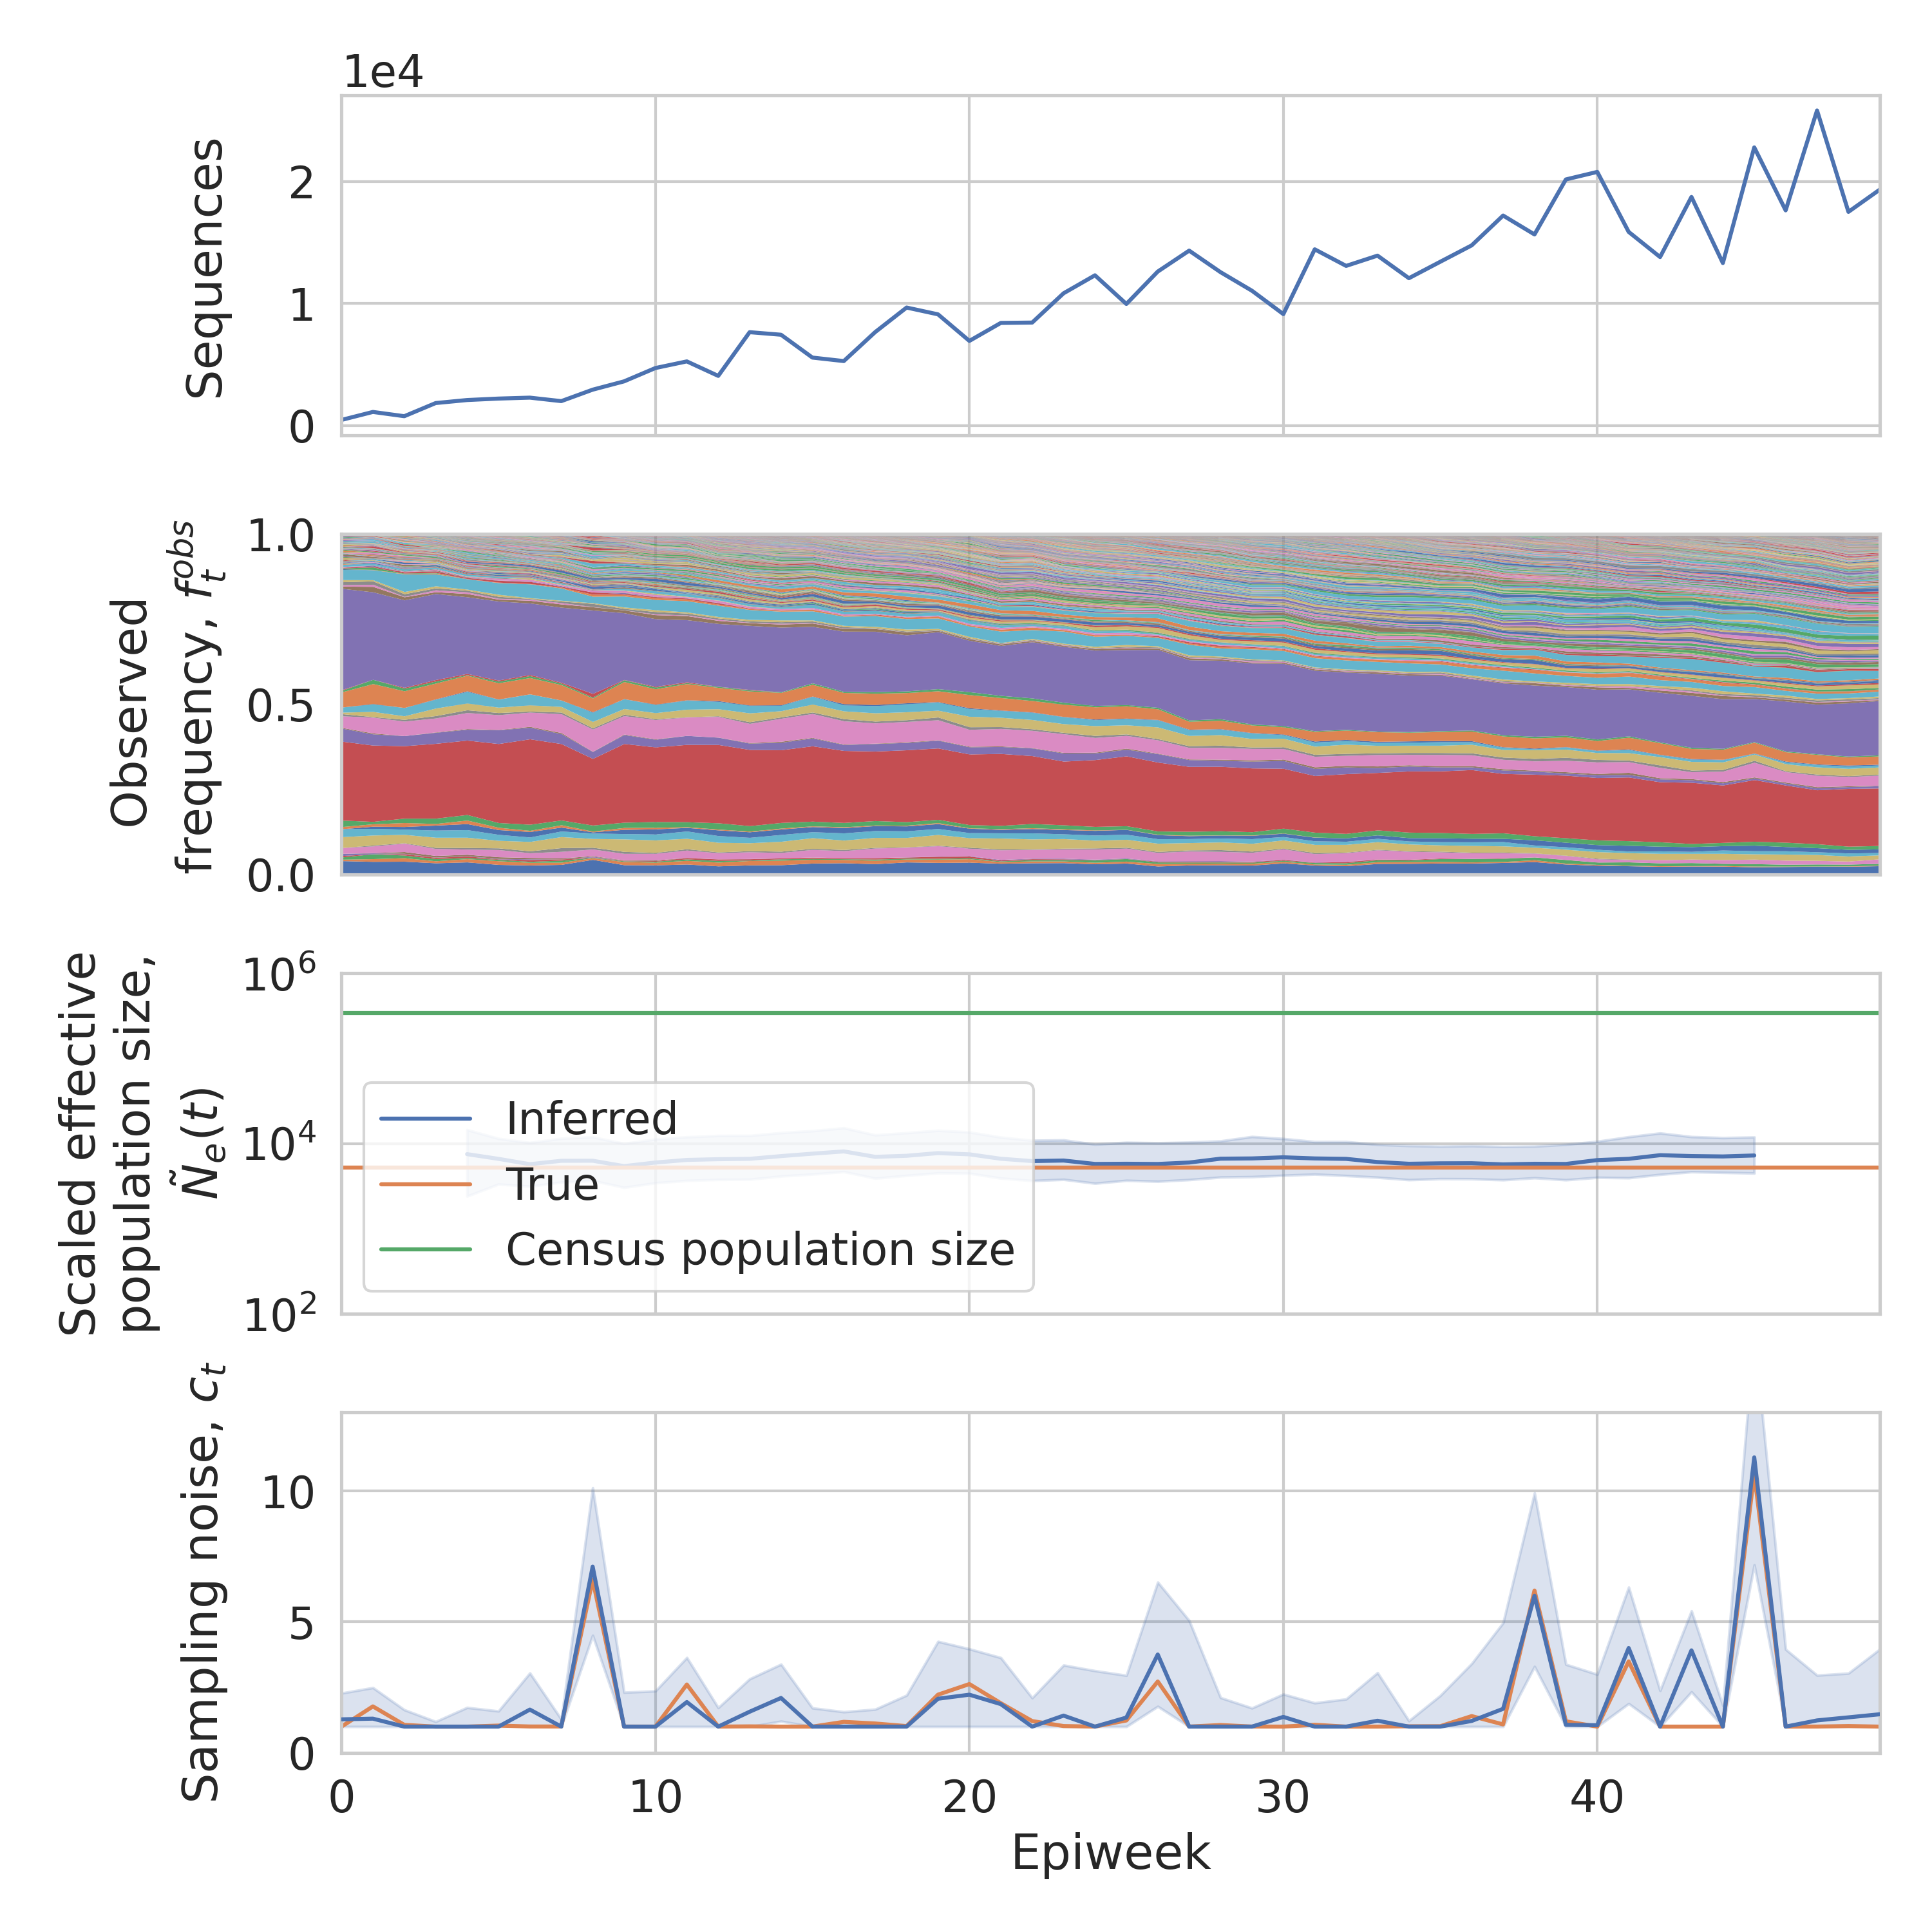 1e4
Sequences
2
1
0
Observed
frequency, f_t^obs
1.0
0.5
0.0
Scaled effective
population size,
Ñ_e(t)
10^6
10^4
10^2
Inferred
True
Census population size
Sampling noise, c_t
10
5
0
0 10 20 30 40
Epiweek